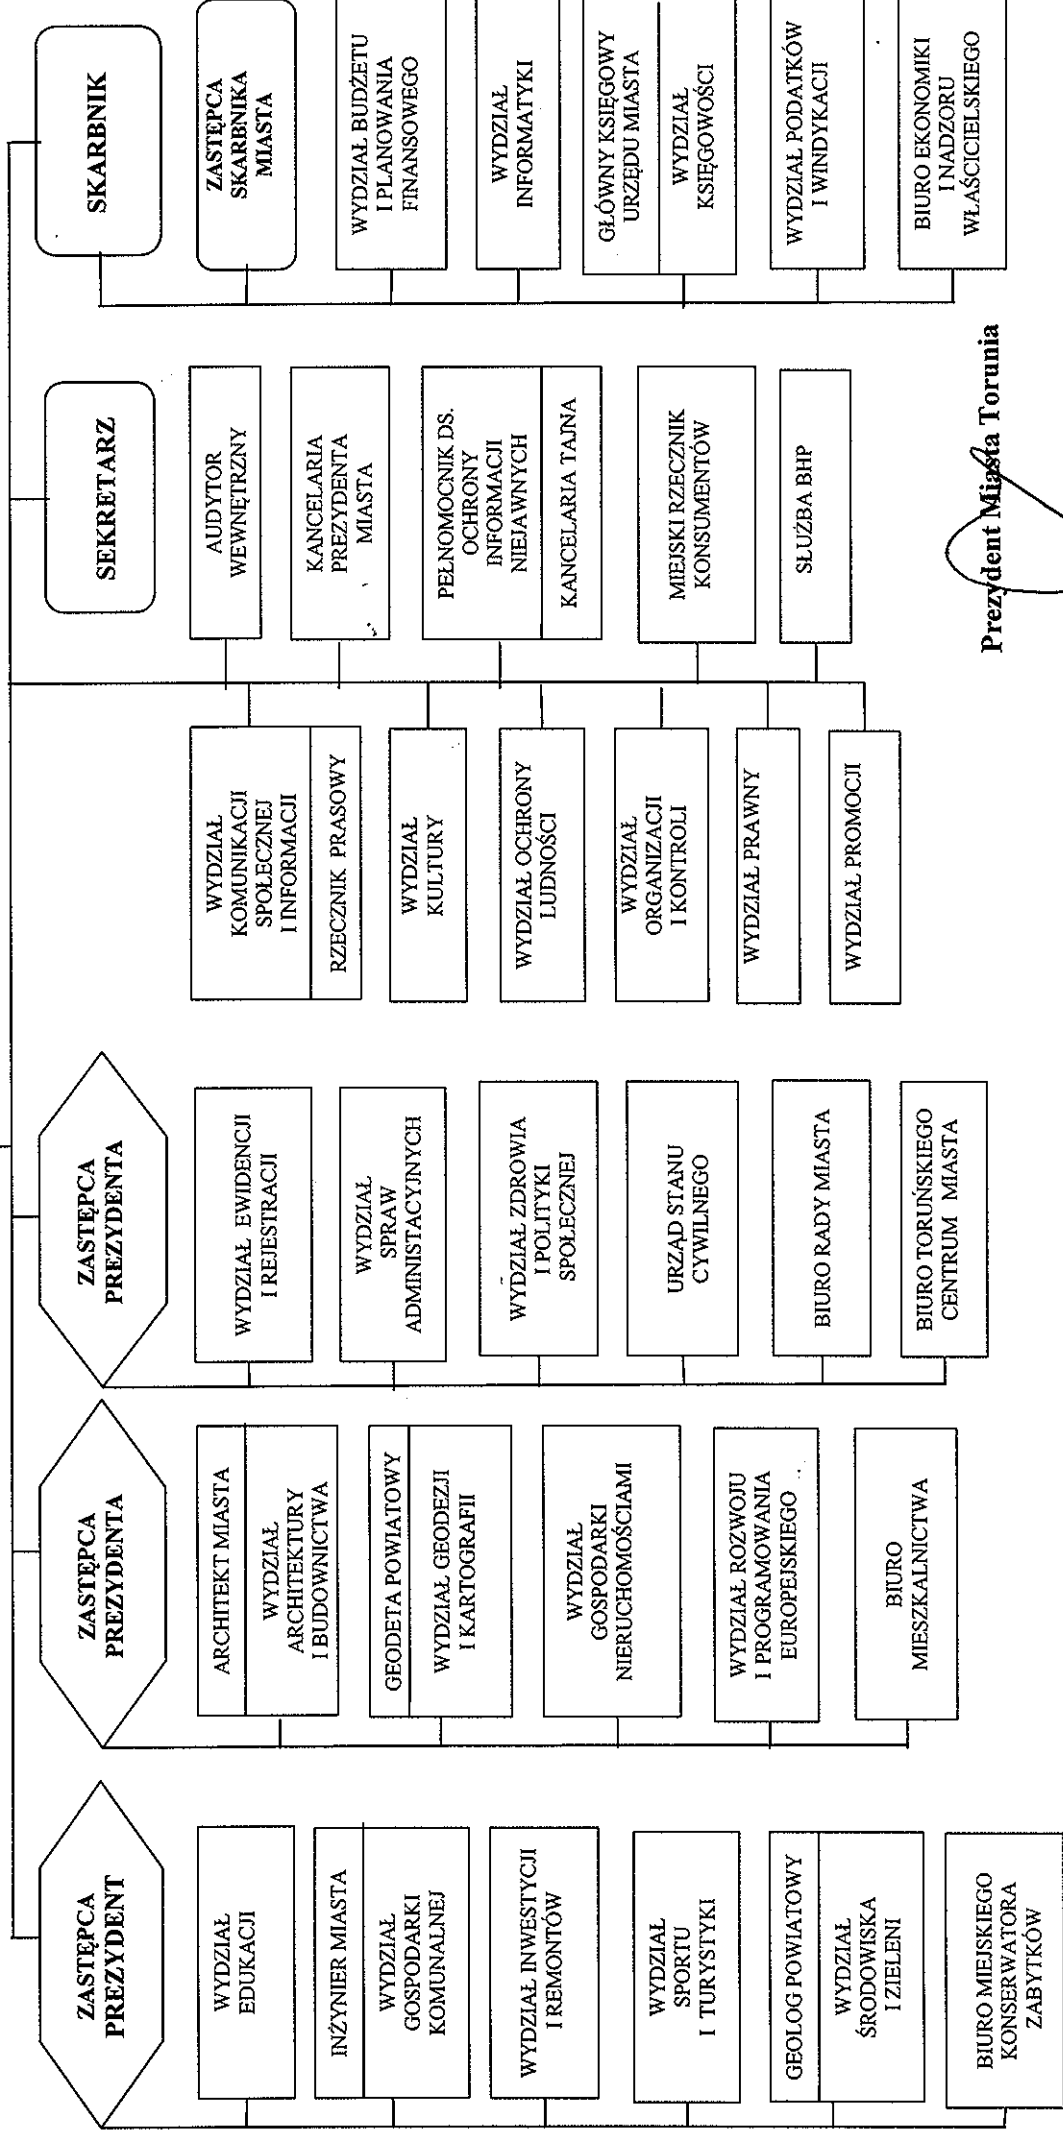 ZASTĘPCA
PREZYDENT
WYDZIAŁ
EDUKACJI
INŻYNIER MIASTA
WYDZIAŁ
GOSPODARKI
KOMUNALNEJ
WYDZIAŁ INWESTYCJI
I REMONTÓW
WYDZIAŁ
SPORTU
I TURYSTYKI
GEOLOG POWIATOWY
WYDZIAŁ
ŚRODOWISKA
I ZIELENI
BIURO MIEJSKIEGO
KONSERWATORA
ZABYTKÓW
ZASTĘPCA
PREZYDENTA
ARCHITEKT MIASTA
WYDZIAŁ
ARCHITEKTURY
I BUDOWNICTWA
GEODETA POWIATOWY
WYDZIAŁ GEODEZJI
I KARTOGRAFII
WYDZIAŁ
GOSPODARKI
NIERUCHOMOŚCIAMI
WYDZIAŁ ROZWOJU
I PROGRAMOWANIA
EUROPEJSKIEGO
BIURO
MIESZKALNICTWA
ZASTĘPCA
PREZYDENTA
WYDZIAŁ EWIDENCJI
I REJESTRACJI
WYDZIAŁ
SPRAW
ADMINISTACYJNYCH
WYDZIAŁ ZDROWIA
I POLITYKI
SPOŁECZNEJ
URZĄD STANU
CYWILNEGO
BIURO RADY MIASTA
BIURO TORUŃSKIEGO
CENTRUM MIASTA
WYDZIAŁ
KOMUNIKACJI
SPOŁECZNEJ
I INFORMACJI
RZECZNIK PRASOWY
WYDZIAŁ
KULTURY
WYDZIAŁ OCHRONY
LUDNOŚCI
WYDZIAŁ
ORGANIZACJI
I KONTROLI
WYDZIAŁ PRAWNY
WYDZIAŁ PROMOCJI
SEKRETARZ
AUDYTOR
WEWNĘTRZNY
KANCELARIA
PREZYDENTA
MIASTA
PEŁNOMOCNIK DS.
OCHRONY
INFORMACJI
NIEJAWNYCH
KANCELARIA TAJNA
MIEJSKI RZECZNIK
KONSUMENTÓW
SŁUŻBA BHP
SKARBNIK
ZASTĘPCA
SKARBNIKA
MIASTA
WYDZIAŁ BUDŻETU
I PLANOWANIA
FINANSOWEGO
WYDZIAŁ
INFORMATYKI
GŁÓWNY KSIĘGOWY
URZĘDU MIASTA
WYDZIAŁ
KSIĘGOWOŚCI
WYDZIAŁ PODATKÓW
I WINDYKACJI
BIURO EKONOMIKI
I NADZORU
WŁAŚCICIELSKIEGO
Prezydent Miasta Torunia